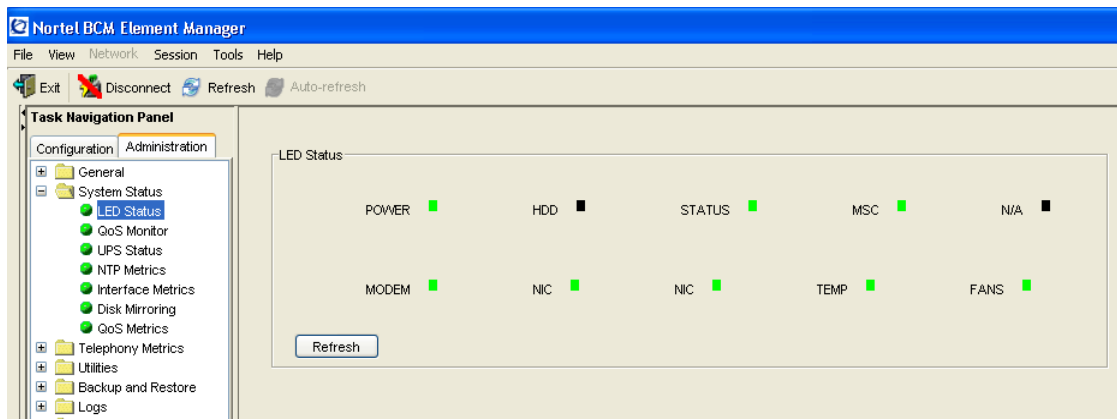 Nortel BCM Element Manager
File View Network Session Tools Help
Exit Disconnect Refresh Auto-refresh
Task Navigation Panel
Configuration Administration
General
System Status
LED Status
QoS Monitor
UPS Status
NTP Metrics
Interface Metrics
Disk Mirroring
QoS Metrics
Telephony Metrics
Utilities
Backup and Restore
Logs
LED Status
POWER HDD STATUS MSC N/A
MODEM NIC NIC TEMP FANS
Refresh